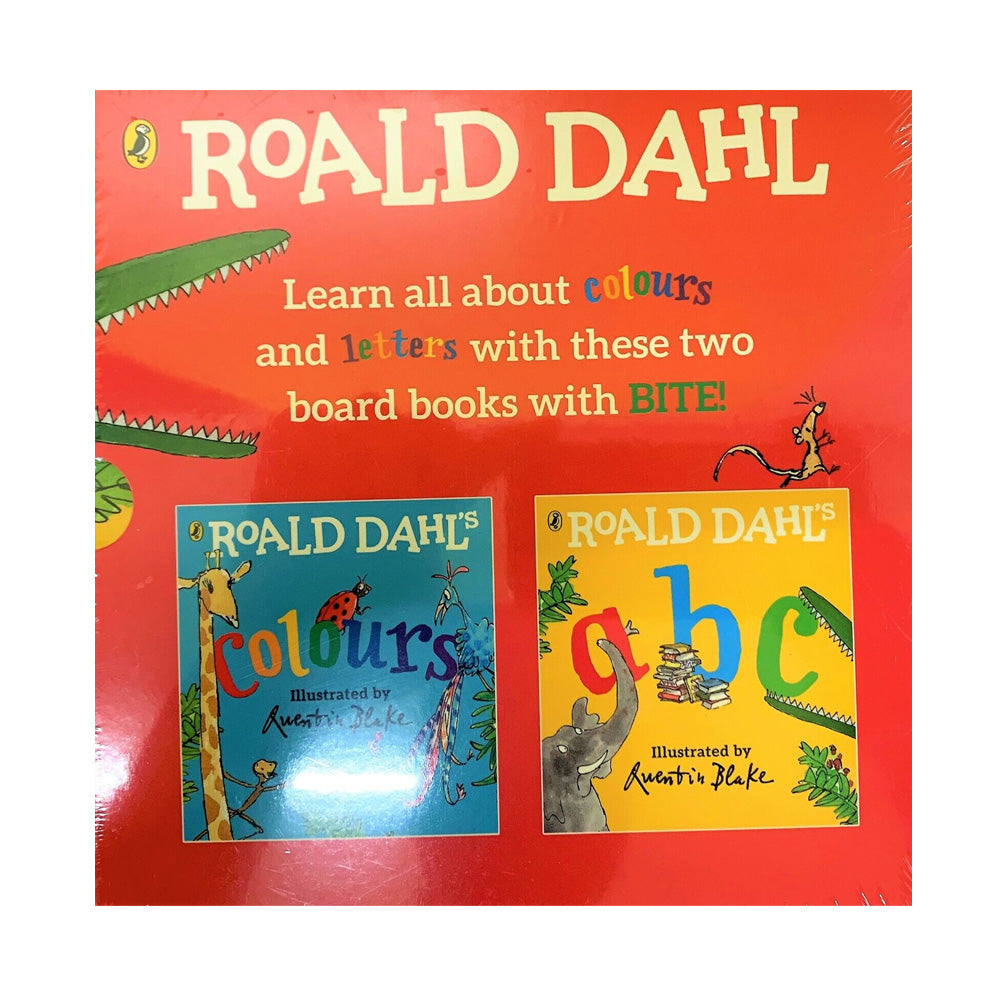 ROALD DAHL
Learn all about colours
and letters with these two
board books with BITE!
ROALD DAHL'S
colours
Illustrated by
Quentin Blake
ROALD DAHL'S
abc
Illustrated by
Quentin Blake